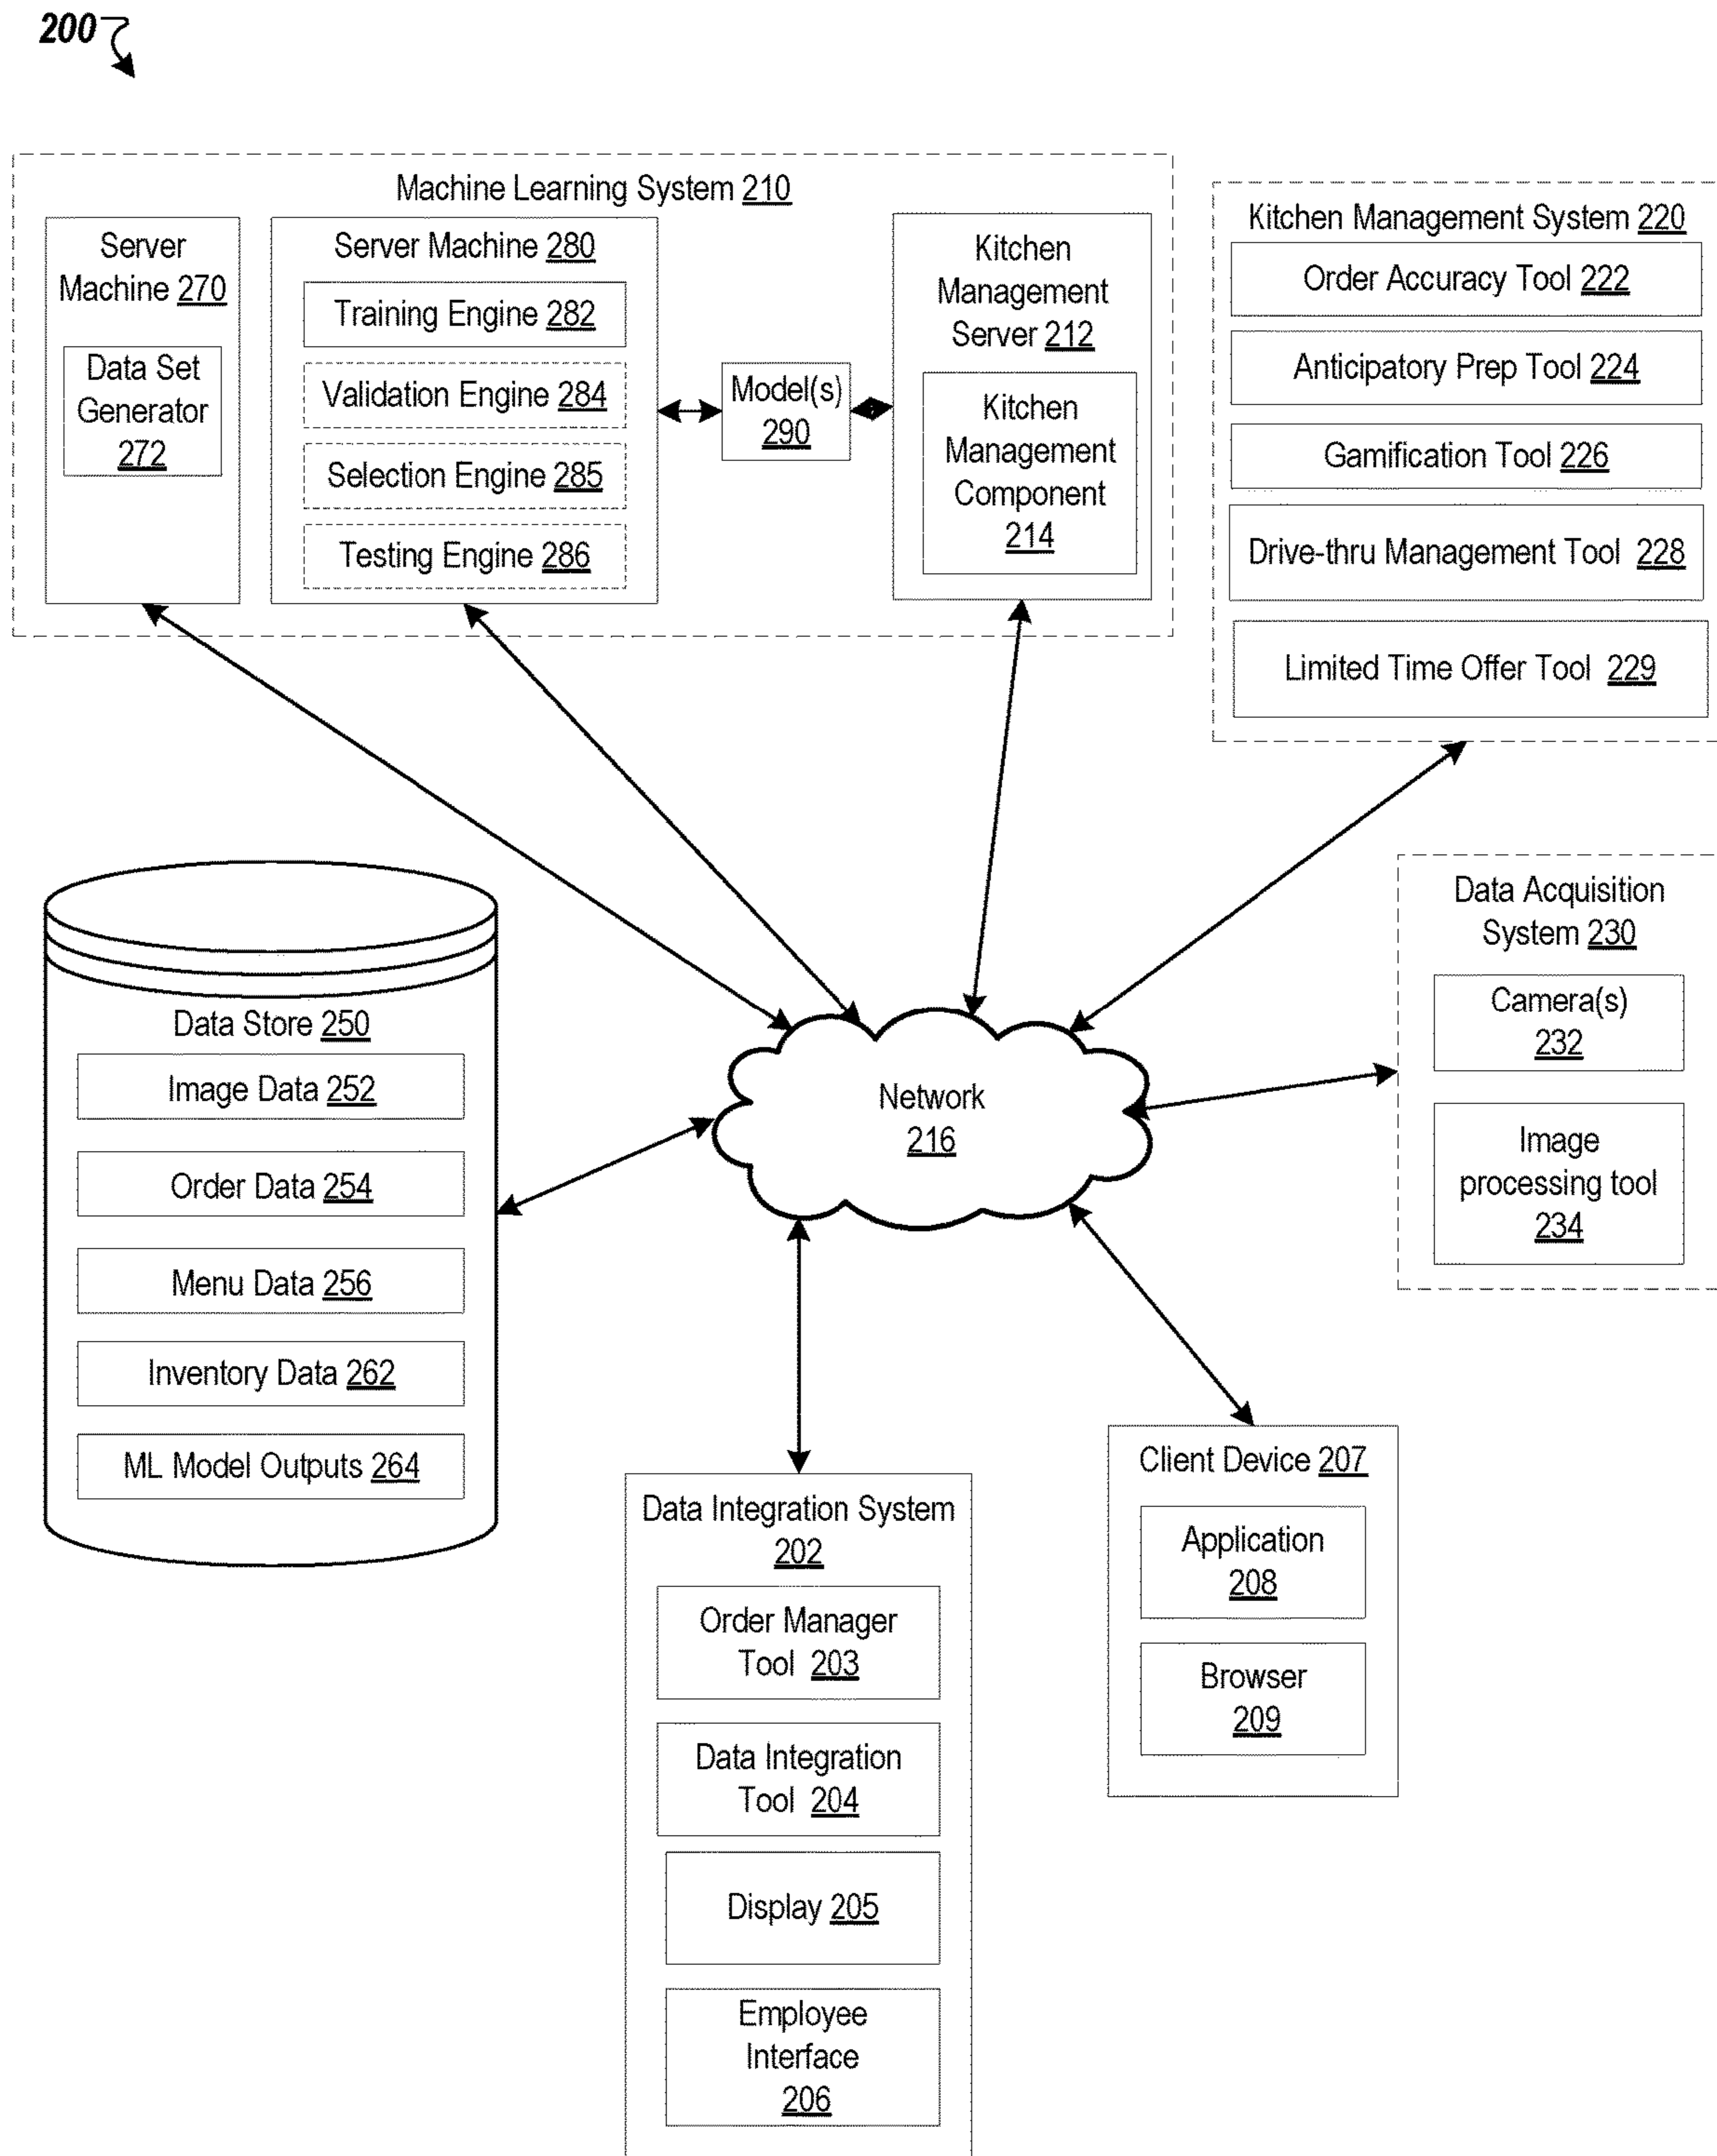 200
Machine Learning System 210
Server
Machine 270
Data Set
Generator
272
Server Machine 280
Training Engine 282
Validation Engine 284
Selection Engine 285
Testing Engine 286
Model(s)
290
Kitchen
Management
Server 212
Kitchen
Management
Component
214
Kitchen Management System 220
Order Accuracy Tool 222
Anticipatory Prep Tool 224
Gamification Tool 226
Drive-thru Management Tool 228
Limited Time Offer Tool 229
Data Store 250
Image Data 252
Order Data 254
Menu Data 256
Inventory Data 262
ML Model Outputs 264
Network
216
Data Acquisition
System 230
Camera(s)
232
Image
processing tool
234
Data Integration System
202
Order Manager
Tool 203
Data Integration
Tool 204
Display 205
Employee
Interface
206
Client Device 207
Application
208
Browser
209